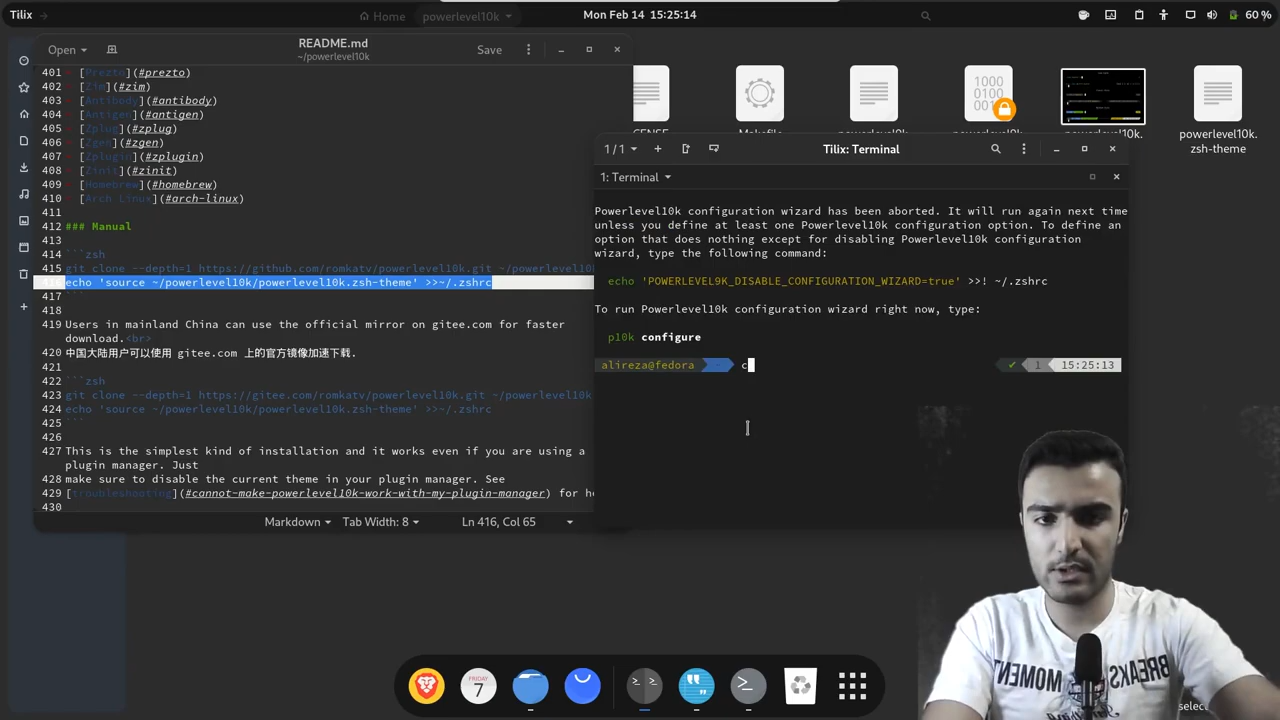 Tilix
Home
powerlevel10k
Mon Feb 14 15:25:14
60 %
Open
README.md
~/powerlevel10k
Save
401 [Prezto](#prezto)
402 [Zim](#zim)
403 [Antibody](#antibody)
404 [Antigen](#antigen)
405 [Zplug](#zplug)
406 [Zgen](#zgen)
407 [Zplugin](#zplugin)
408 [Zinit](#zinit)
409 [Homebrew](#homebrew)
410 [Arch Linux](#arch-linux)
411
412 ### Manual
413
414 ```zsh
415 git clone --depth=1 https://github.com/romkatv/powerlevel10k.git ~/powerlevel10
echo 'source ~/powerlevel10k/powerlevel10k.zsh-theme' >>~/.zshrc
417 ```
418
419 Users in mainland China can use the official mirror on gitee.com for faster
download.<br>
420 中国大陆用户可以使用 gitee.com 上的官方镜像加速下载.
421
422 ```zsh
423 git clone --depth=1 https://gitee.com/romkatv/powerlevel10k.git ~/powerlevel10k
424 echo 'source ~/powerlevel10k/powerlevel10k.zsh-theme' >>~/.zshrc
425 ```
426
427 This is the simplest kind of installation and it works even if you are using a
plugin manager. Just
428 make sure to disable the current theme in your plugin manager. See
429 [troubleshooting](#cannot-make-powerlevel10k-work-with-my-plugin-manager) for he
430
Markdown
Tab Width: 8
Ln 416, Col 65
powerlevel10k.
zsh-theme
1000
0100
1 / 1
Tilix: Terminal
1: Terminal
Powerlevel10k configuration wizard has been aborted. It will run again next time
unless you define at least one Powerlevel10k configuration option. To define an
option that does nothing except for disabling Powerlevel10k configuration
wizard, type the following command:
echo 'POWERLEVEL9K_DISABLE_CONFIGURATION_WIZARD=true' >>! ~/.zshrc
To run Powerlevel10k configuration wizard right now, type:
p10k configure
alireza@fedora ~ c
✔ 1 15:25:13
FRIDAY
7
MOMENT
BREAKS